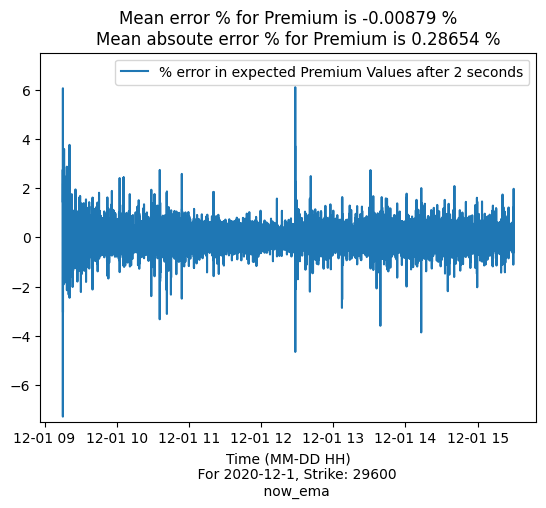 Mean error % for Premium is -0.00879 %
Mean absoute error % for Premium is 0.28654 %
% error in expected Premium Values after 2 seconds
6
4
2
0
−2
−4
−6
12-01 09 12-01 10 12-01 11 12-01 12 12-01 13 12-01 14 12-01 15
Time (MM-DD HH)
For 2020-12-1, Strike: 29600
now_ema